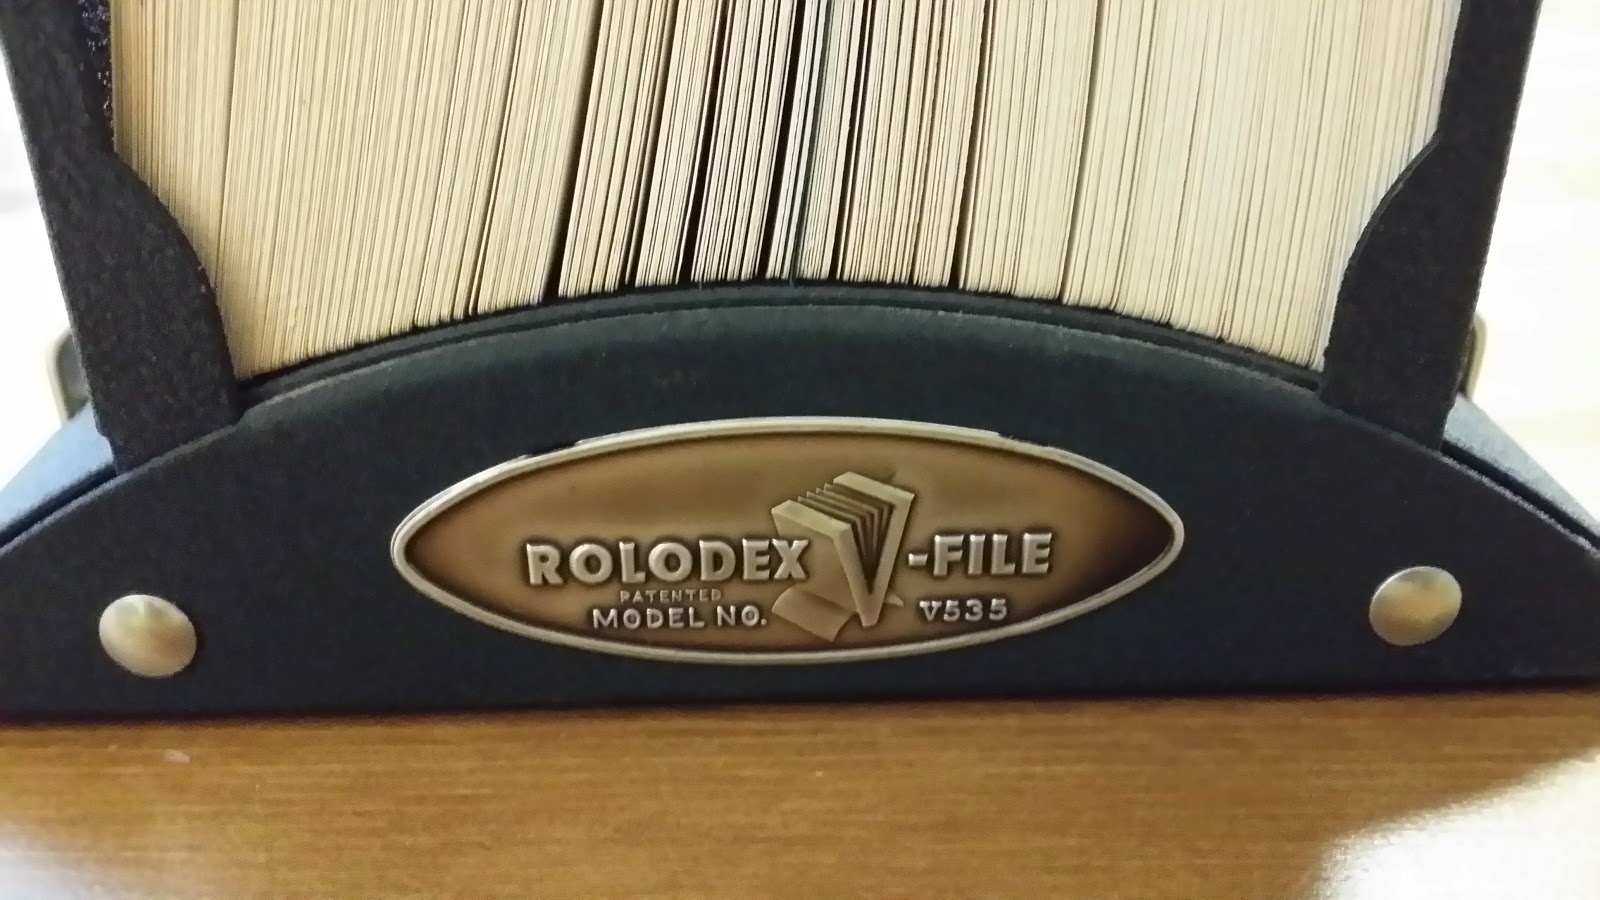 ROLODEX V-FILE
PATENTED
MODEL NO. V535